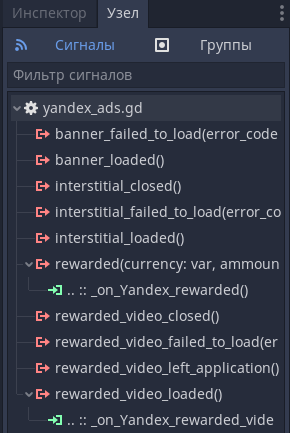 Инспектор Узел
Сигналы Группы
Фильтр сигналов
yandex_ads.gd
banner_failed_to_load(error_code
banner_loaded()
interstitial_closed()
interstitial_failed_to_load(error_co
interstitial_loaded()
rewarded(currency: var, ammoun
.. :: _on_Yandex_rewarded()
rewarded_video_closed()
rewarded_video_failed_to_load(er
rewarded_video_left_application()
rewarded_video_loaded()
.. :: _on_Yandex_rewarded_vide